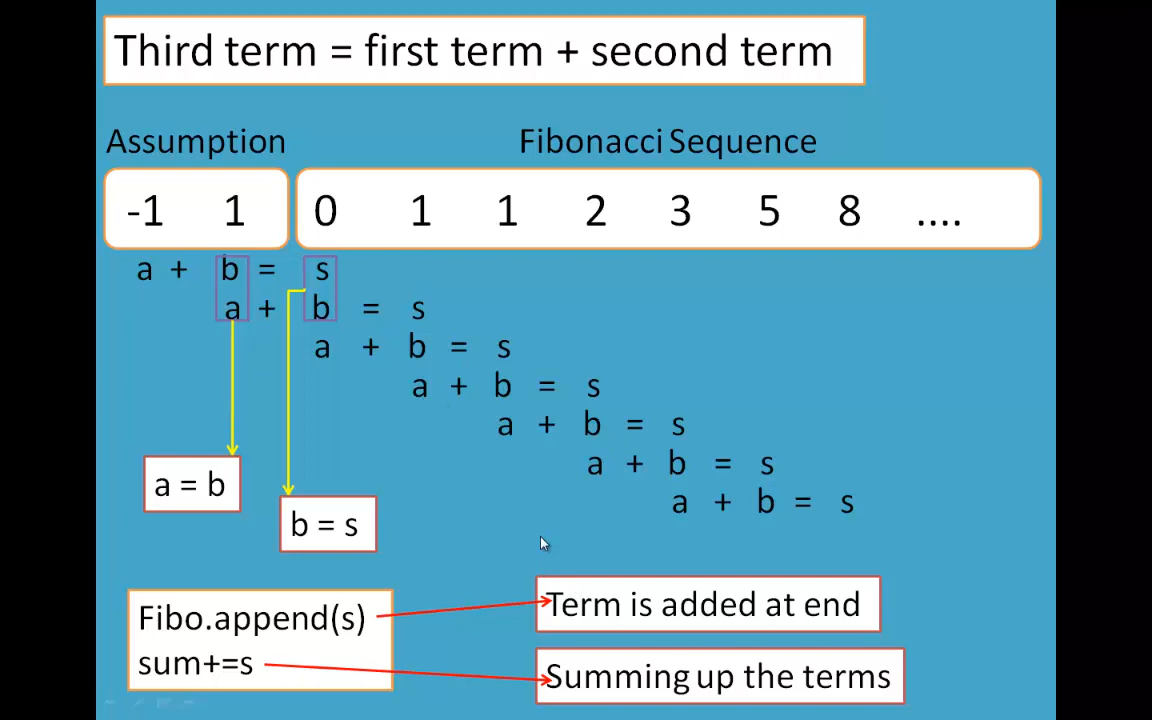 Third term = first term + second term
Assumption
Fibonacci Sequence
-1 1 0 1 1 2 3 5 8 ....
a + b = s
a + b = s
a + b = s
a + b = s
a + b = s
a + b = s
a + b = s
a = b
b = s
Fibo.append(s)
Term is added at end
sum+=s
Summing up the terms